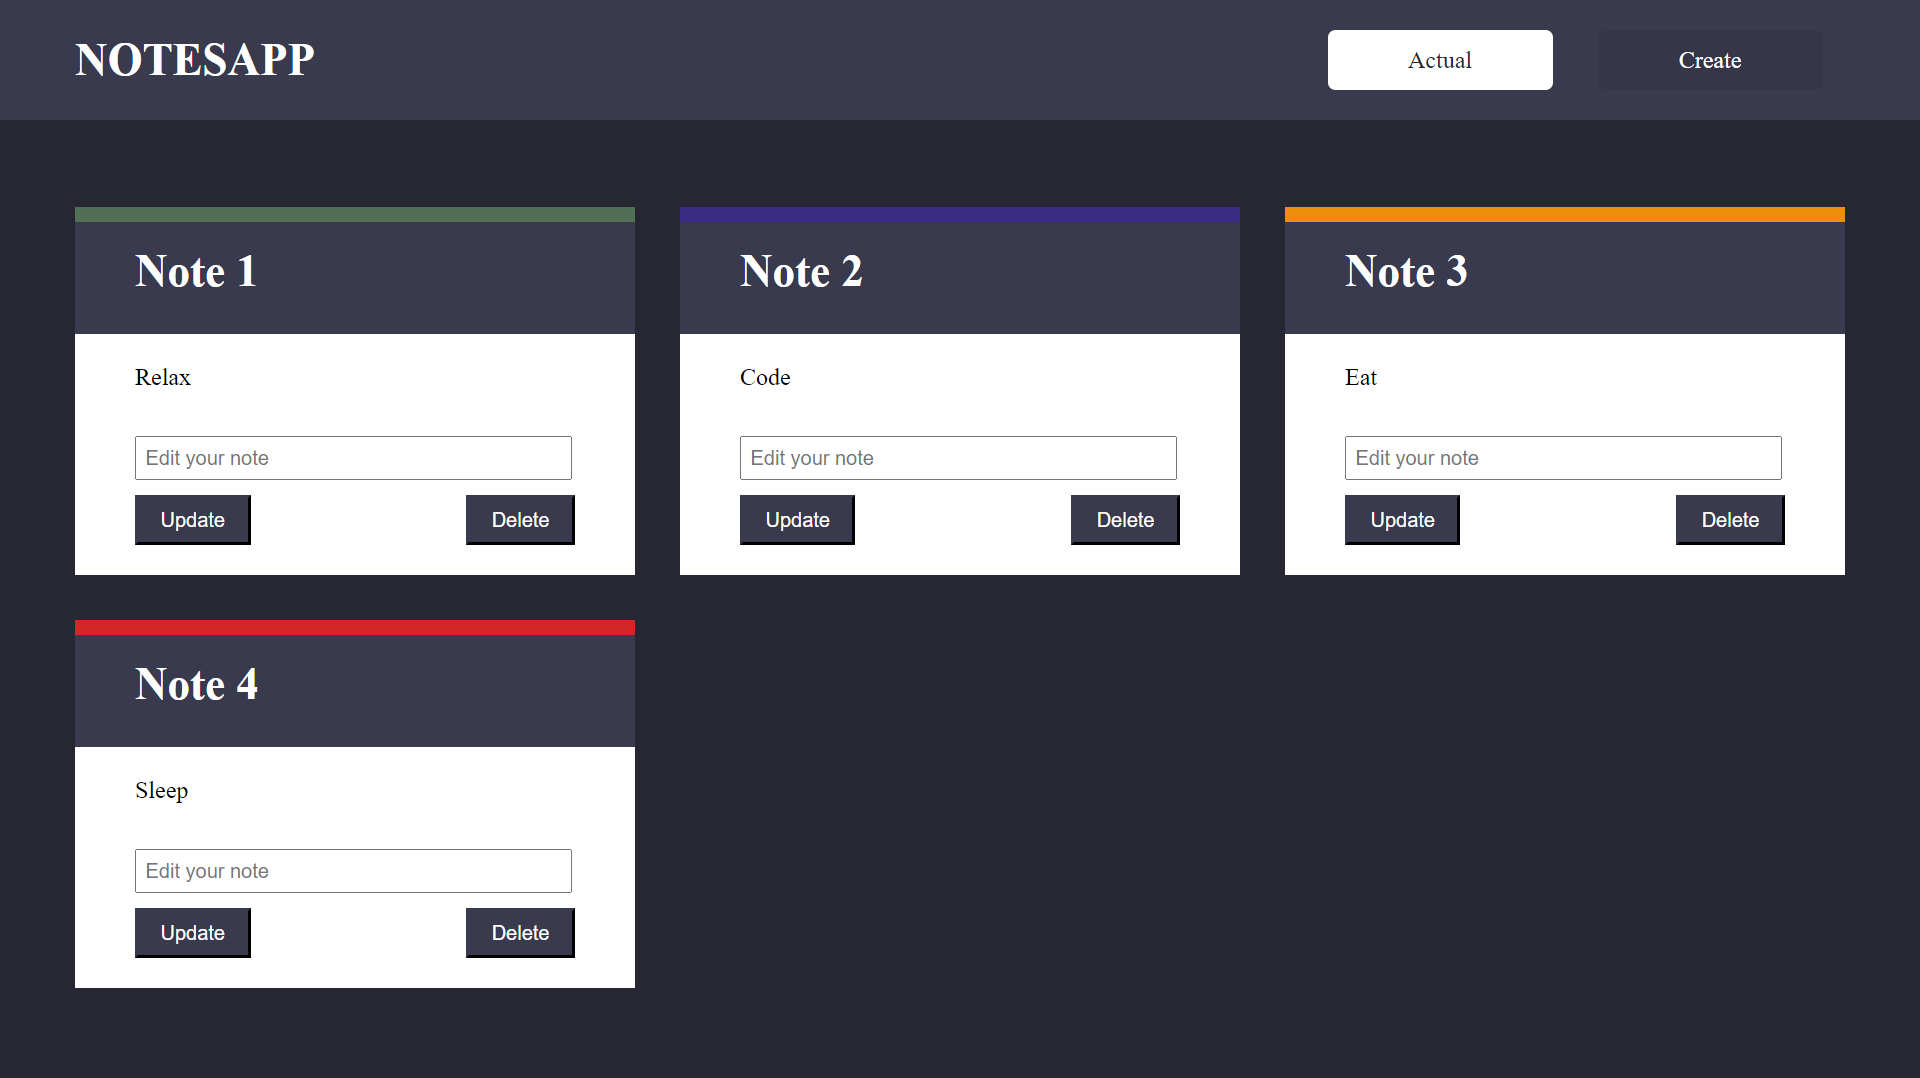 NOTESAPP
Actual
Create
Note 1
Relax
Edit your note
Update
Delete
Note 2
Code
Edit your note
Update
Delete
Note 3
Eat
Edit your note
Update
Delete
Note 4
Sleep
Edit your note
Update
Delete